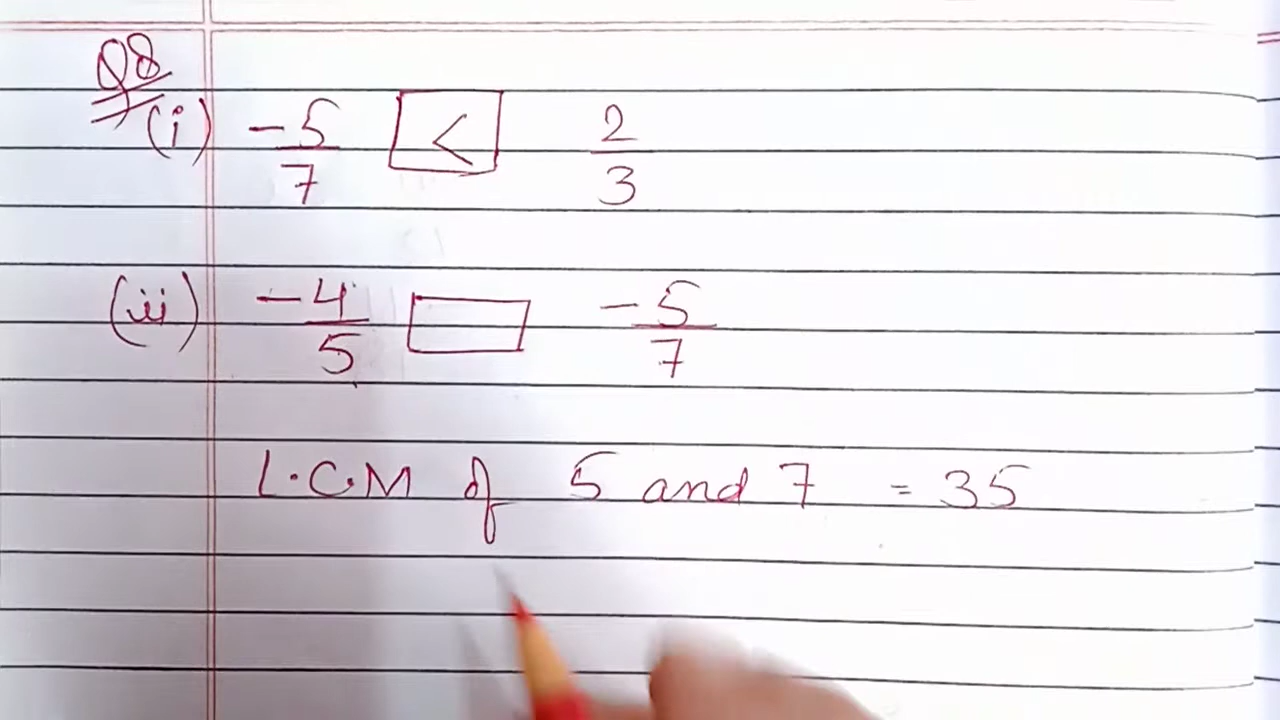 Q8
(i) -5/7 < 2/3
(ii) -4/5 □ -5/7
L.C.M of 5 and 7 = 35